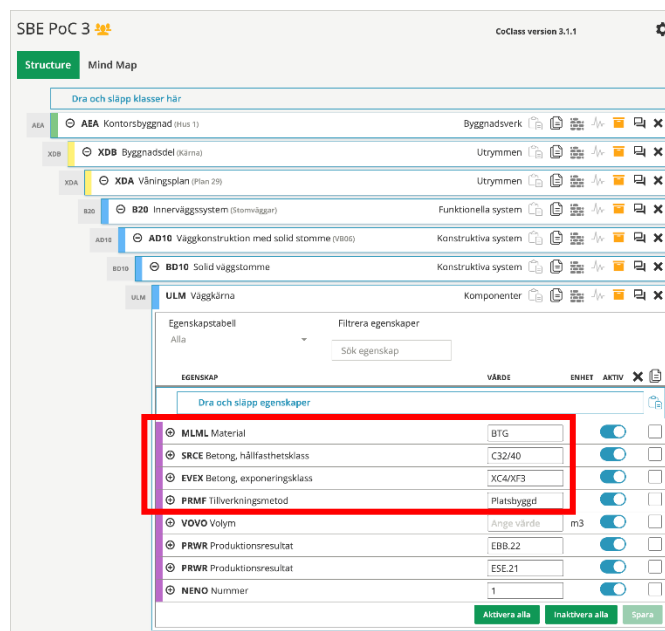 SBE PoC 3
CoClass version 3.1.1
Structure Mind Map
Dra och släpp klasser här
AEA AEA Kontorsbyggnad (Hus 1) Byggnadsverk
XDB XDB Byggnadsdel (Kärna) Utrymmen
XDA XDA Våningsplan (Plan 29) Utrymmen
B20 B20 Innerväggssystem (Stomväggar) Funktionella system
AD10 AD10 Väggkonstruktion med solid stomme (VB06) Konstruktiva system
BD10 BD10 Solid väggstomme Konstruktiva system
ULM ULM Väggkärna Komponenter
Egenskapstabell Filtrera egenskaper
Alla Sök egenskap
EGENSKAP VÄRDE ENHET AKTIV
Dra och släpp egenskaper
MLML Material BTG
SRCE Betong, hållfasthetsklass C32/40
EVEX Betong, exponeringsklass XC4/XF3
PRMF Tillverkningsmetod Platsbyggd
VOVO Volym Ange värde m3
PRWR Produktionsresultat EBB.22
PRWR Produktionsresultat ESE.21
NENO Nummer 1
Aktivera alla Inaktivera alla Spara